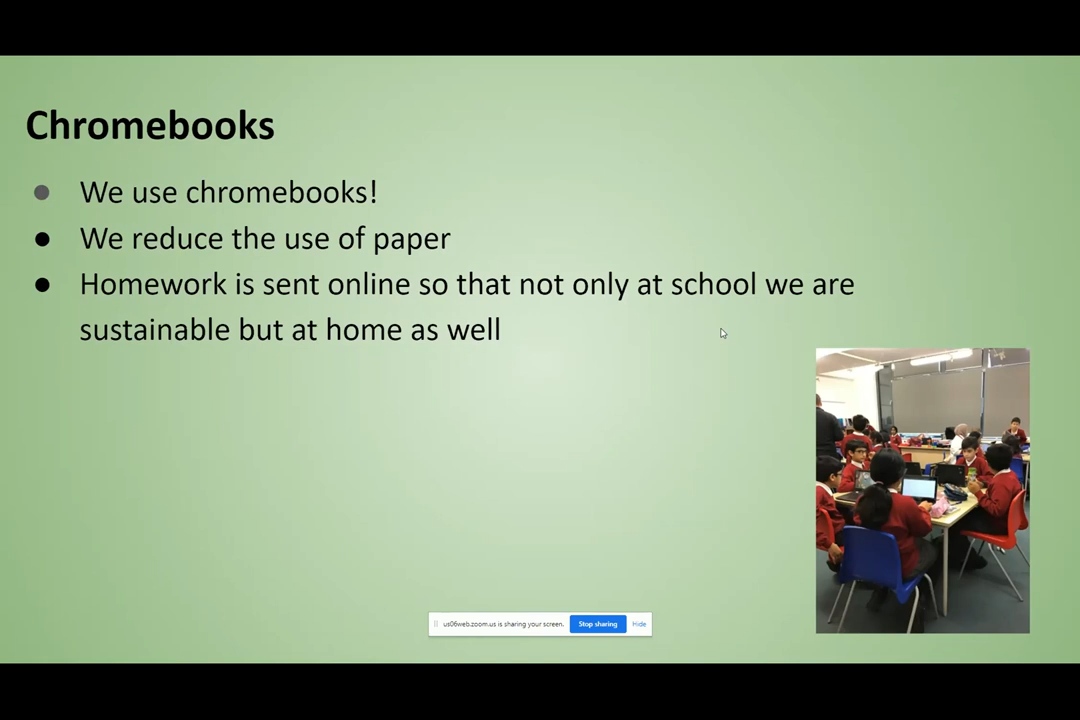 Chromebooks
● We use chromebooks!
● We reduce the use of paper
● Homework is sent online so that not only at school we are
sustainable but at home as well
us06web.zoom.us is sharing your screen. Stop sharing Hide